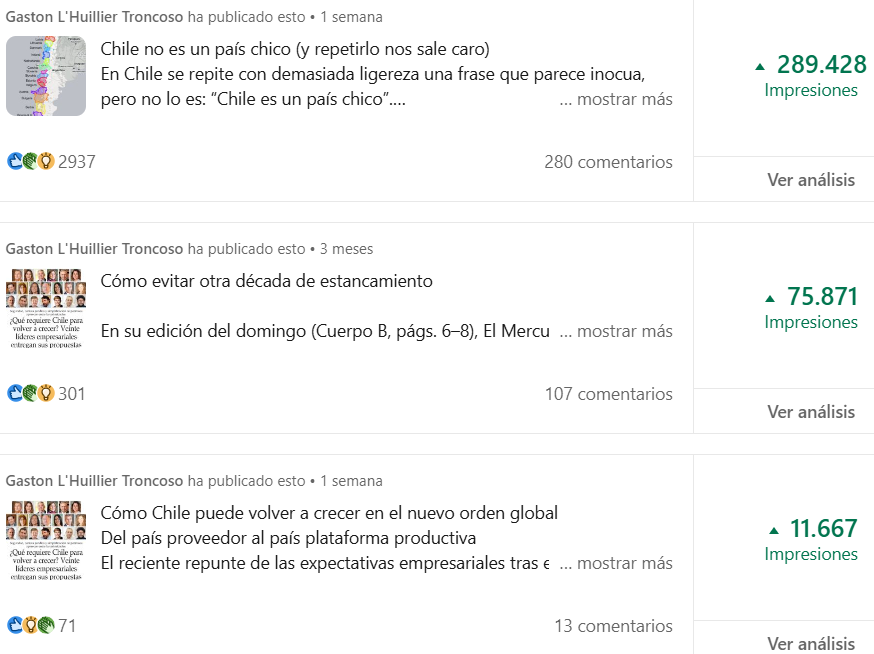 Gaston L'Huillier Troncoso ha publicado esto • 1 semana
Chile no es un país chico (y repetirlo nos sale caro)
En Chile se repite con demasiada ligereza una frase que parece inocua,
pero no lo es: “Chile es un país chico”.... ... mostrar más
2937
280 comentarios
289.428
Impresiones
Ver análisis
Gaston L'Huillier Troncoso ha publicado esto • 3 meses
Cómo evitar otra década de estancamiento
En su edición del domingo (Cuerpo B, págs. 6–8), El Mercu ... mostrar más
¿Qué requiere Chile para
volver a crecer? Veinte
líderes empresariales
entregan sus propuestas
301
107 comentarios
75.871
Impresiones
Ver análisis
Gaston L'Huillier Troncoso ha publicado esto • 1 semana
Cómo Chile puede volver a crecer en el nuevo orden global
Del país proveedor al país plataforma productiva
El reciente repunte de las expectativas empresariales tras e ... mostrar más
¿Qué requiere Chile para
volver a crecer? Veinte
líderes empresariales
entregan sus propuestas
71
13 comentarios
11.667
Impresiones
Ver análisis